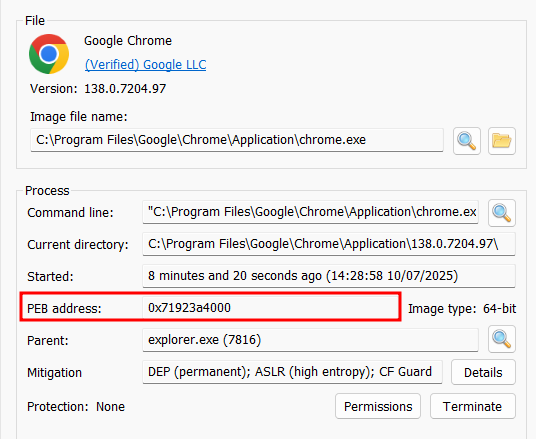 File
Google Chrome
(Verified) Google LLC
Version: 138.0.7204.97
Image file name:
C:\Program Files\Google\Chrome\Application\chrome.exe
Process
Command line: "C:\Program Files\Google\Chrome\Application\chrome.ex
Current directory: C:\Program Files\Google\Chrome\Application\138.0.7204.97\
Started: 8 minutes and 20 seconds ago (14:28:58 10/07/2025)
PEB address: 0x71923a4000 Image type: 64-bit
Parent: explorer.exe (7816)
Mitigation DEP (permanent); ASLR (high entropy); CF Guard Details
Protection: None Permissions Terminate